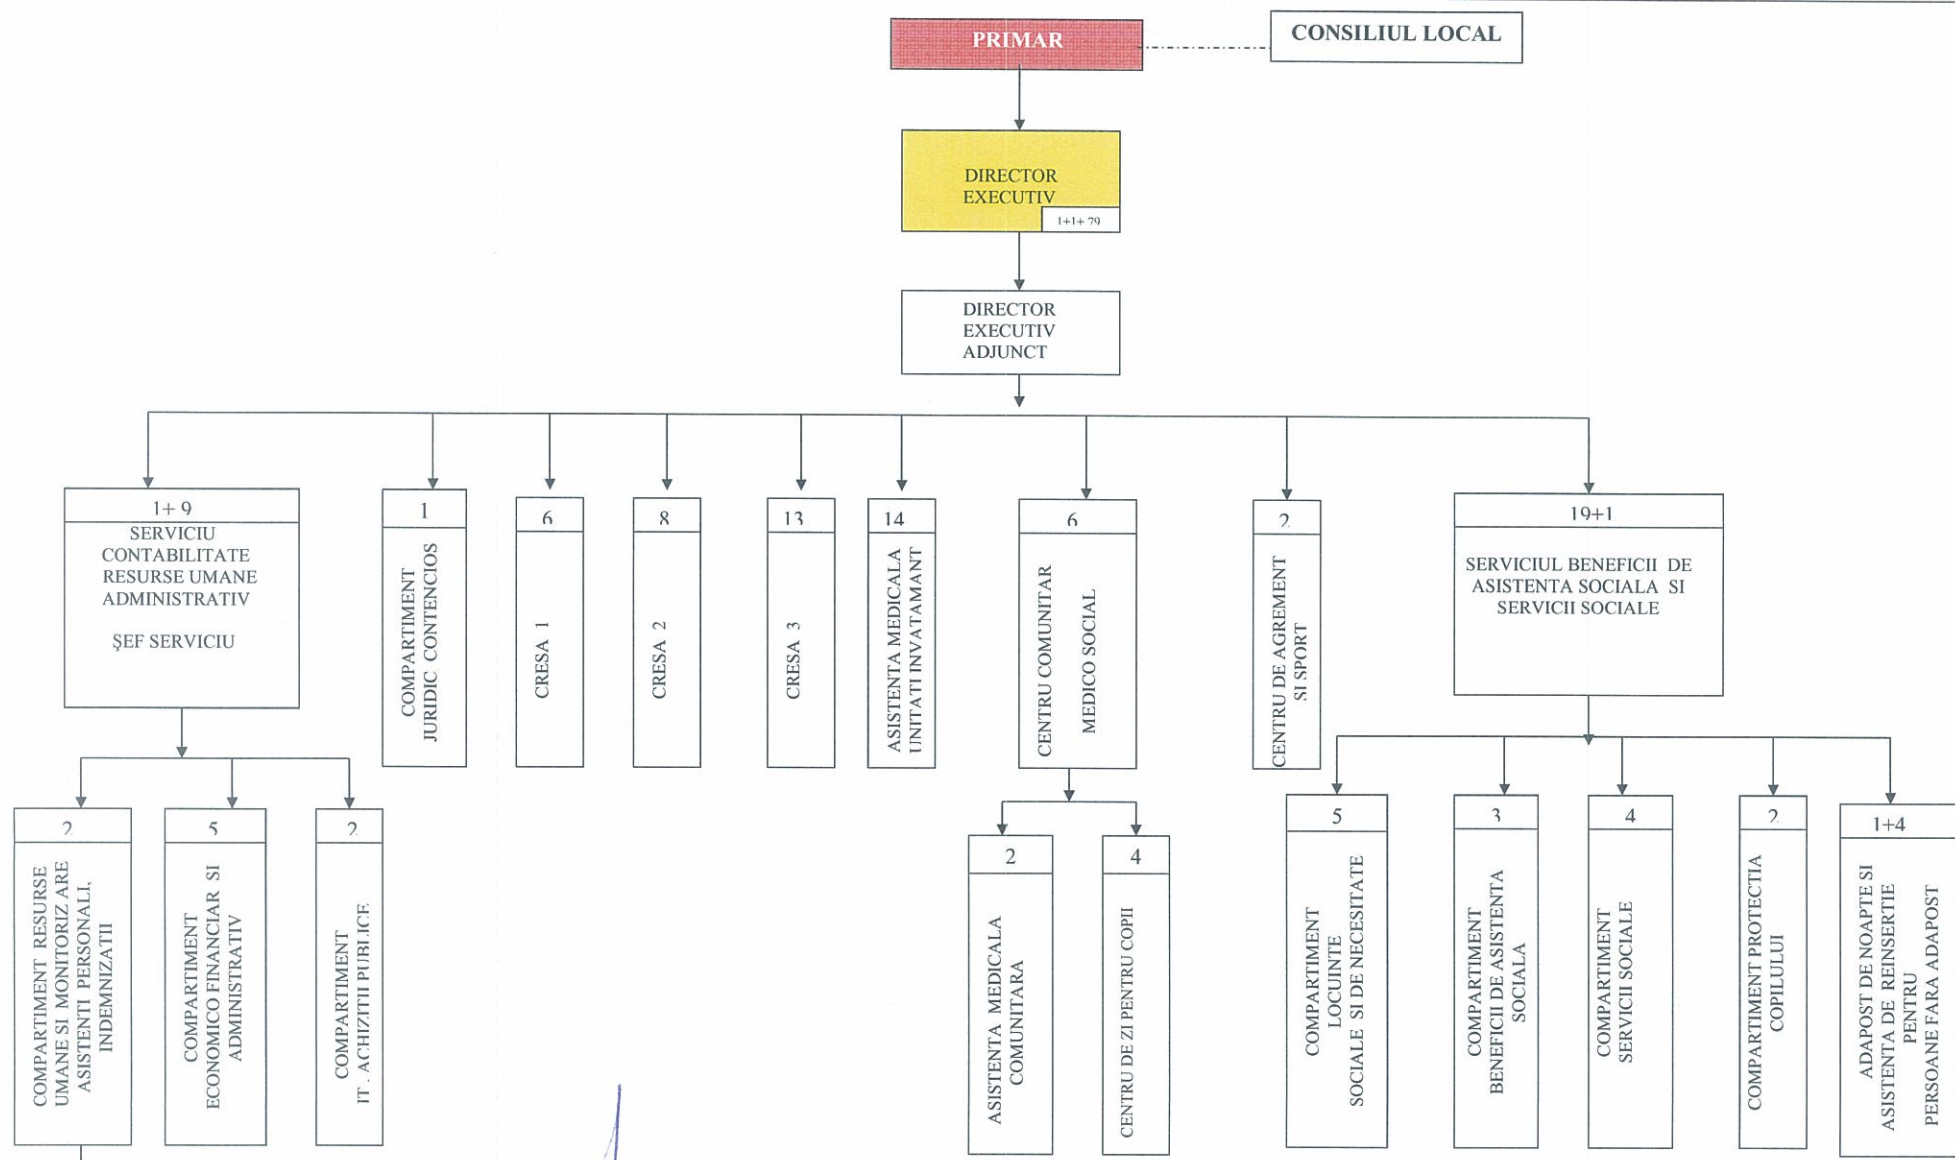 PRIMAR
CONSILIUL LOCAL
DIRECTOR
EXECUTIV
1+1+ 79
DIRECTOR
EXECUTIV
ADJUNCT
1+ 9
SERVICIU
CONTABILITATE
RESURSE UMANE
ADMINISTRATIV
ŞEF SERVICIU
1
COMPARTIMENT
JURIDIC CONTENCIOS
6
CRESA 1
8
CRESA 2
13
CRESA 3
14
ASISTENTA MEDICALA
UNITATI INVATAMANT
6
CENTRU COMUNITAR
MEDICO SOCIAL
2
CENTRU DE AGREMENT
SI SPORT
19+1
SERVICIUL BENEFICII DE
ASISTENTA SOCIALA SI
SERVICII SOCIALE
2
COMPARTIMENT RESURSE
UMANE SI MONITORIZ ARE
ASISTENTI PERSONALI,
INDEMNIZATII
5
COMPARTIMENT
ECONOMICO FINANCIAR SI
ADMINISTRATIV
2
COMPARTIMENT
IT . ACHIZITII PUBLICE
2
ASISTENTA MEDICALA
COMUNITARA
4
CENTRU DE ZI PENTRU COPII
5
COMPARTIMENT
LOCUINTE
SOCIALE SI DE NECESITATE
3
COMPARTIMENT
BENEFICII DE ASISTENTA
SOCIALA
4
COMPARTIMENT
SERVICII SOCIALE
2
COMPARTIMENT PROTECTIA
COPILULUI
1+4
ADAPOST DE NOAPTE SI
ASISTENTA DE REINSERTIE
PENTRU
PERSOANE FARA ADAPOST